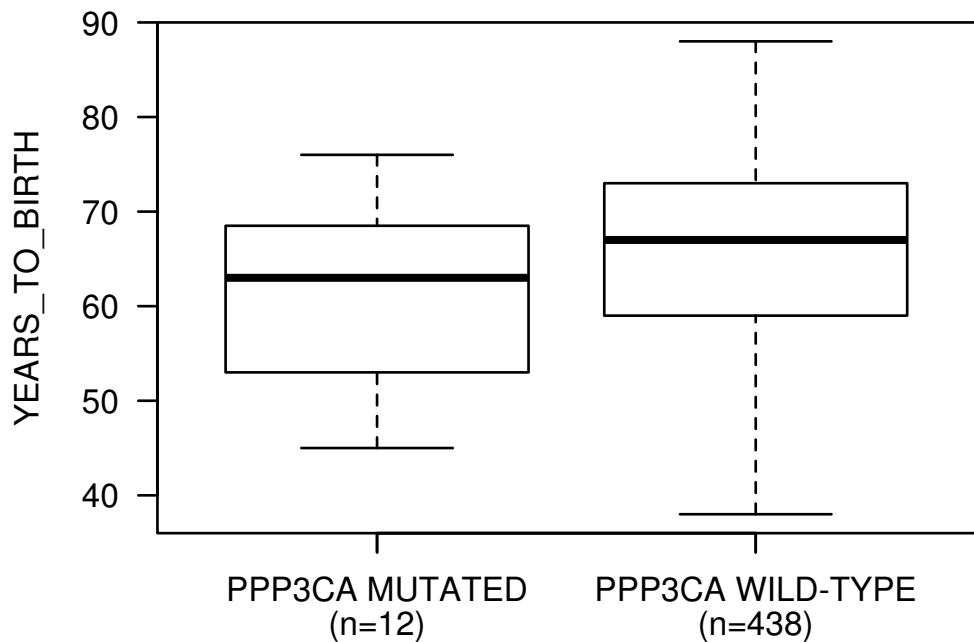 YEARS_TO_BIRTH
90
80
70
60
50
40
PPP3CA MUTATED
(n=12)
PPP3CA WILD-TYPE
(n=438)